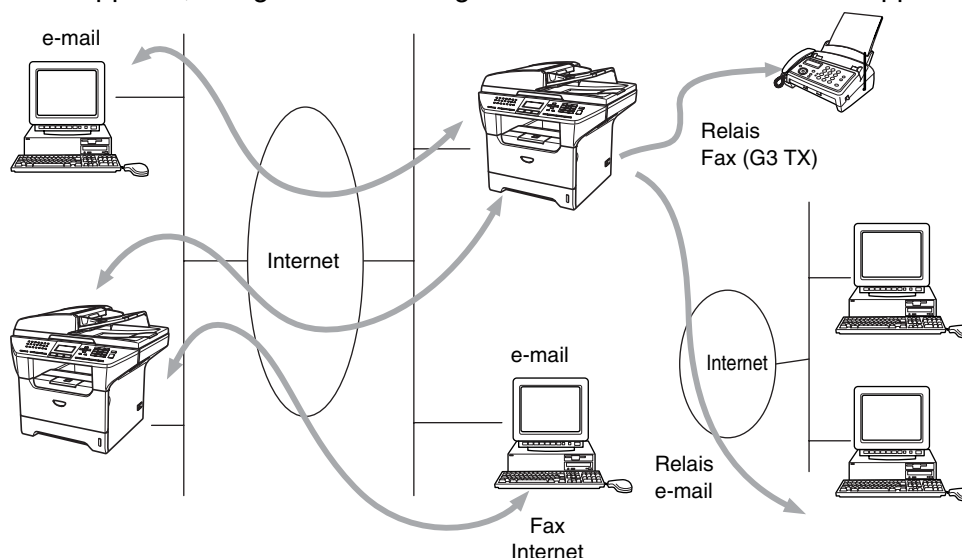 e-mail
Relais
Fax (G3 TX)
Internet
e-mail
Internet
Relais
e-mail
Fax
Internet